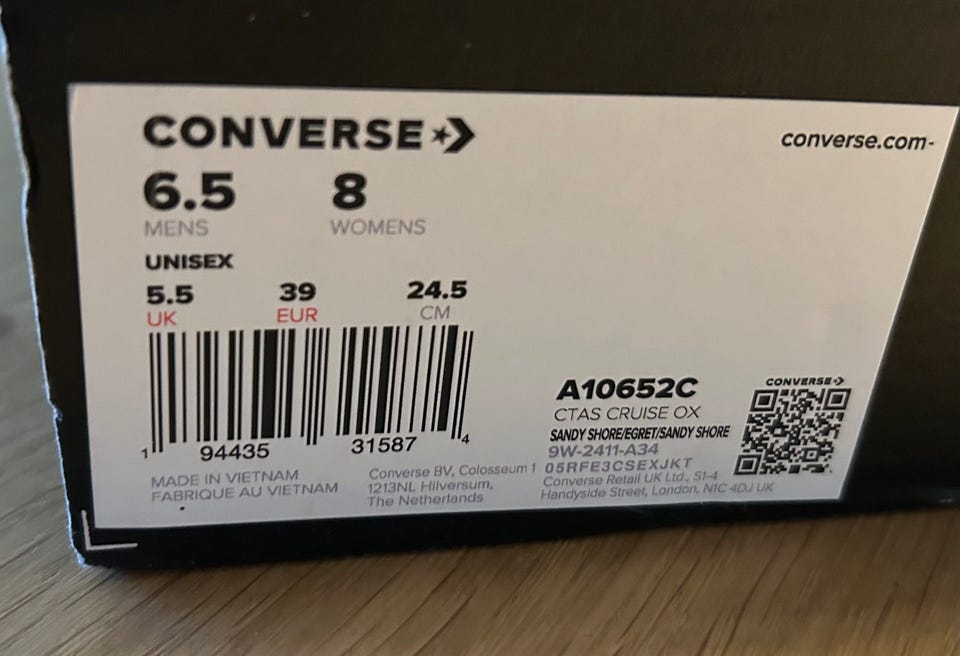 CONVERSE
converse.com-
6.5 8
MENS WOMENS
UNISEX
5.5 39 24.5
UK EUR CM
1 94435 31587 4
MADE IN VIETNAM
FABRIQUE AU VIETNAM
Converse BV, Colosseum 1
1213NL Hilversum,
The Netherlands
A10652C
CTAS CRUISE OX
SANDY SHORE/EGRET/SANDY SHORE
9W-2411-A34
05RFE3CSEXJKT
Converse Retail UK Ltd., S1-4
Handyside Street, London, N1C 4DJ UK
CONVERSE